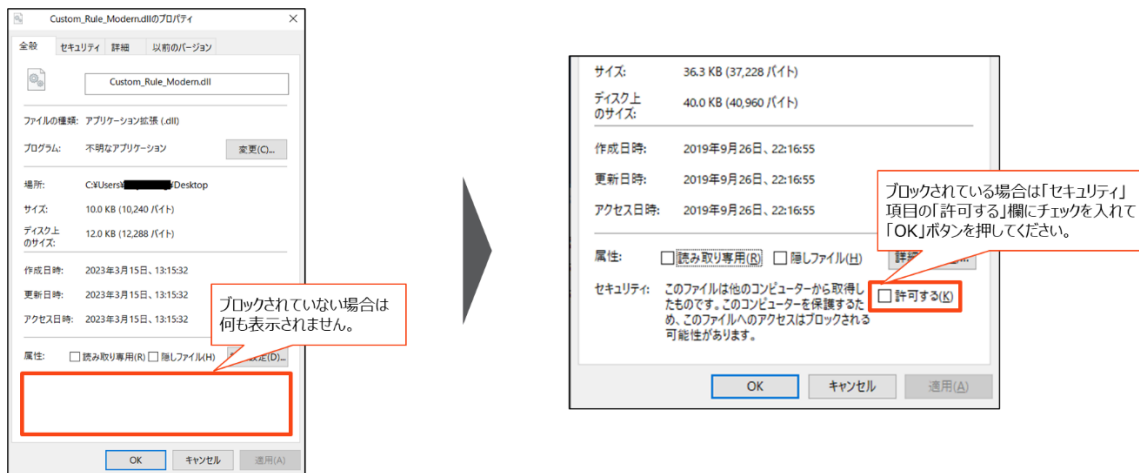 Custom_Rule_Modern.dllのプロパティ
全般 セキュリティ 詳細 以前のバージョン
Custom_Rule_Modern.dll
ファイルの種類: アプリケーション拡張 (.dll)
プログラム: 不明なアプリケーション 変更(C)...
場所: C:¥Users¥ ¥Desktop
サイズ: 10.0 KB (10,240 バイト)
ディスク上
のサイズ: 12.0 KB (12,288 バイト)
作成日時: 2023年3月15日、13:15:32
更新日時: 2023年3月15日、13:15:32
アクセス日時: 2023年3月15日、13:15:32
ブロックされていない場合は
何も表示されません。
属性: 読み取り専用(R) 隠しファイル(H) 定(D)...
OK キャンセル 適用(A)
サイズ: 36.3 KB (37,228 バイト)
ディスク上
のサイズ: 40.0 KB (40,960 バイト)
作成日時: 2019年9月26日、22:16:55
更新日時: 2019年9月26日、22:16:55
アクセス日時: 2019年9月26日、22:16:55
ブロックされている場合は「セキュリティ」
項目の「許可する」欄にチェックを入れて
「OK」ボタンを押してください。
属性: 読み取り専用(R) 隠しファイル(H)
セキュリティ: このファイルは他のコンピューターから取得し
たものです。このコンピューターを保護するた
め、このファイルへのアクセスはブロックされる
可能性があります。
許可する(K)
OK キャンセル 適用(A)